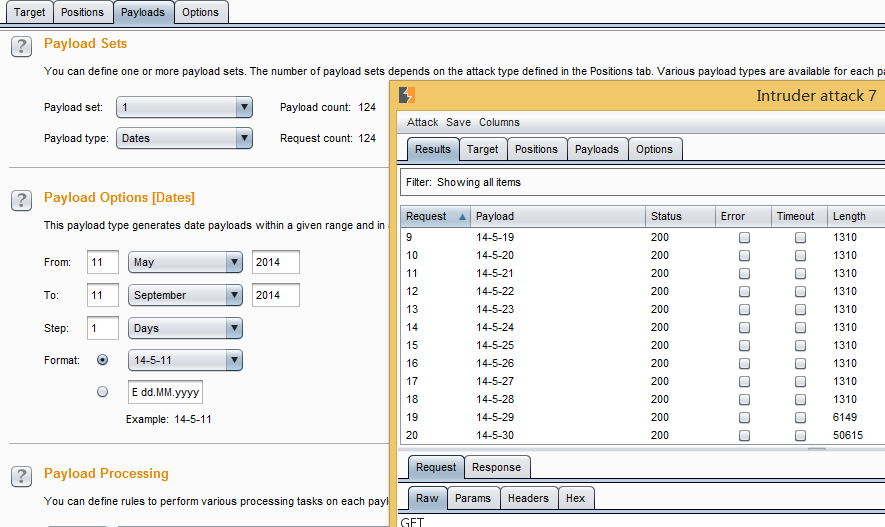 Target Positions Payloads Options
Payload Sets
You can define one or more payload sets. The number of payload sets depends on the attack type defined in the Positions tab. Various payload types are available for each pa
Payload set: 1 Payload count: 124
Payload type: Dates Request count: 124
Payload Options [Dates]
This payload type generates date payloads within a given range and in a
From: 11 May 2014
To: 11 September 2014
Step: 1 Days
Format: 14-5-11
E dd.MM.yyyy
Example: 14-5-11
Payload Processing
You can define rules to perform various processing tasks on each payl
Intruder attack 7
Attack Save Columns
Results Target Positions Payloads Options
Filter: Showing all items
Request Payload Status Error Timeout Length
9 14-5-19 200 1310
10 14-5-20 200 1310
11 14-5-21 200 1310
12 14-5-22 200 1310
13 14-5-23 200 1310
14 14-5-24 200 1310
15 14-5-25 200 1310
16 14-5-26 200 1310
17 14-5-27 200 1310
18 14-5-28 200 1310
19 14-5-29 200 6149
20 14-5-30 200 50615
Request Response
Raw Params Headers Hex
GET